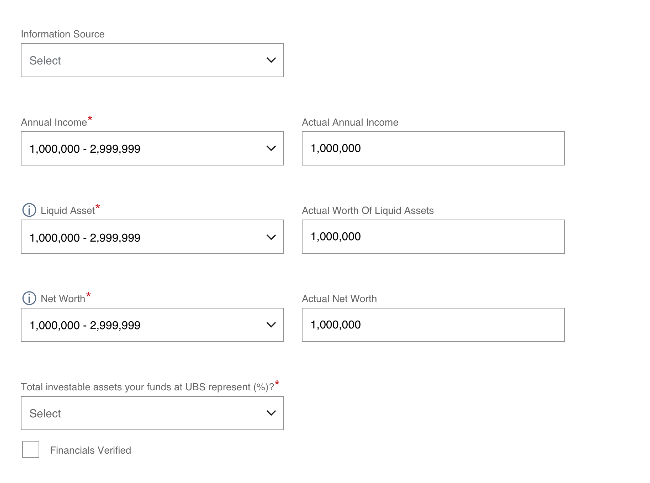 Information Source
Select
Annual Income* Actual Annual Income
1,000,000 - 2,999,999 1,000,000
Liquid Asset* Actual Worth Of Liquid Assets
1,000,000 - 2,999,999 1,000,000
Net Worth* Actual Net Worth
1,000,000 - 2,999,999 1,000,000
Total investable assets your funds at UBS represent (%)?*
Select
Financials Verified